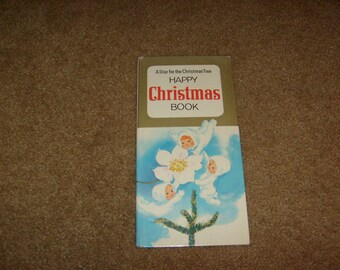 A Star for the Christmas Tree
HAPPY
Christmas
BOOK